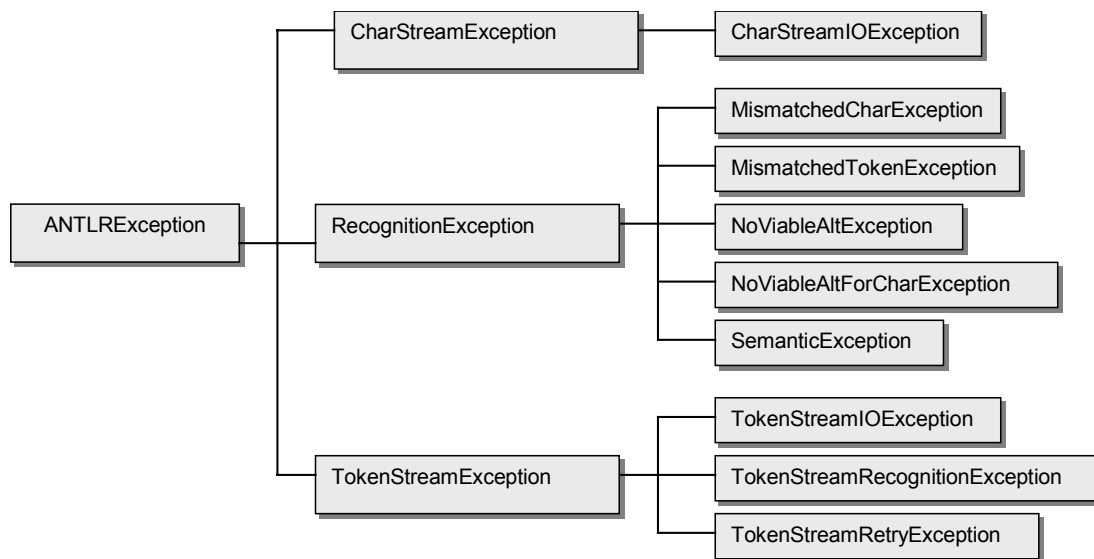 CharStreamException
CharStreamIOException
MismatchedCharException
MismatchedTokenException
ANTLRException
RecognitionException
NoViableAltException
NoViableAltForCharException
SemanticException
TokenStreamIOException
TokenStreamException
TokenStreamRecognitionException
TokenStreamRetryException